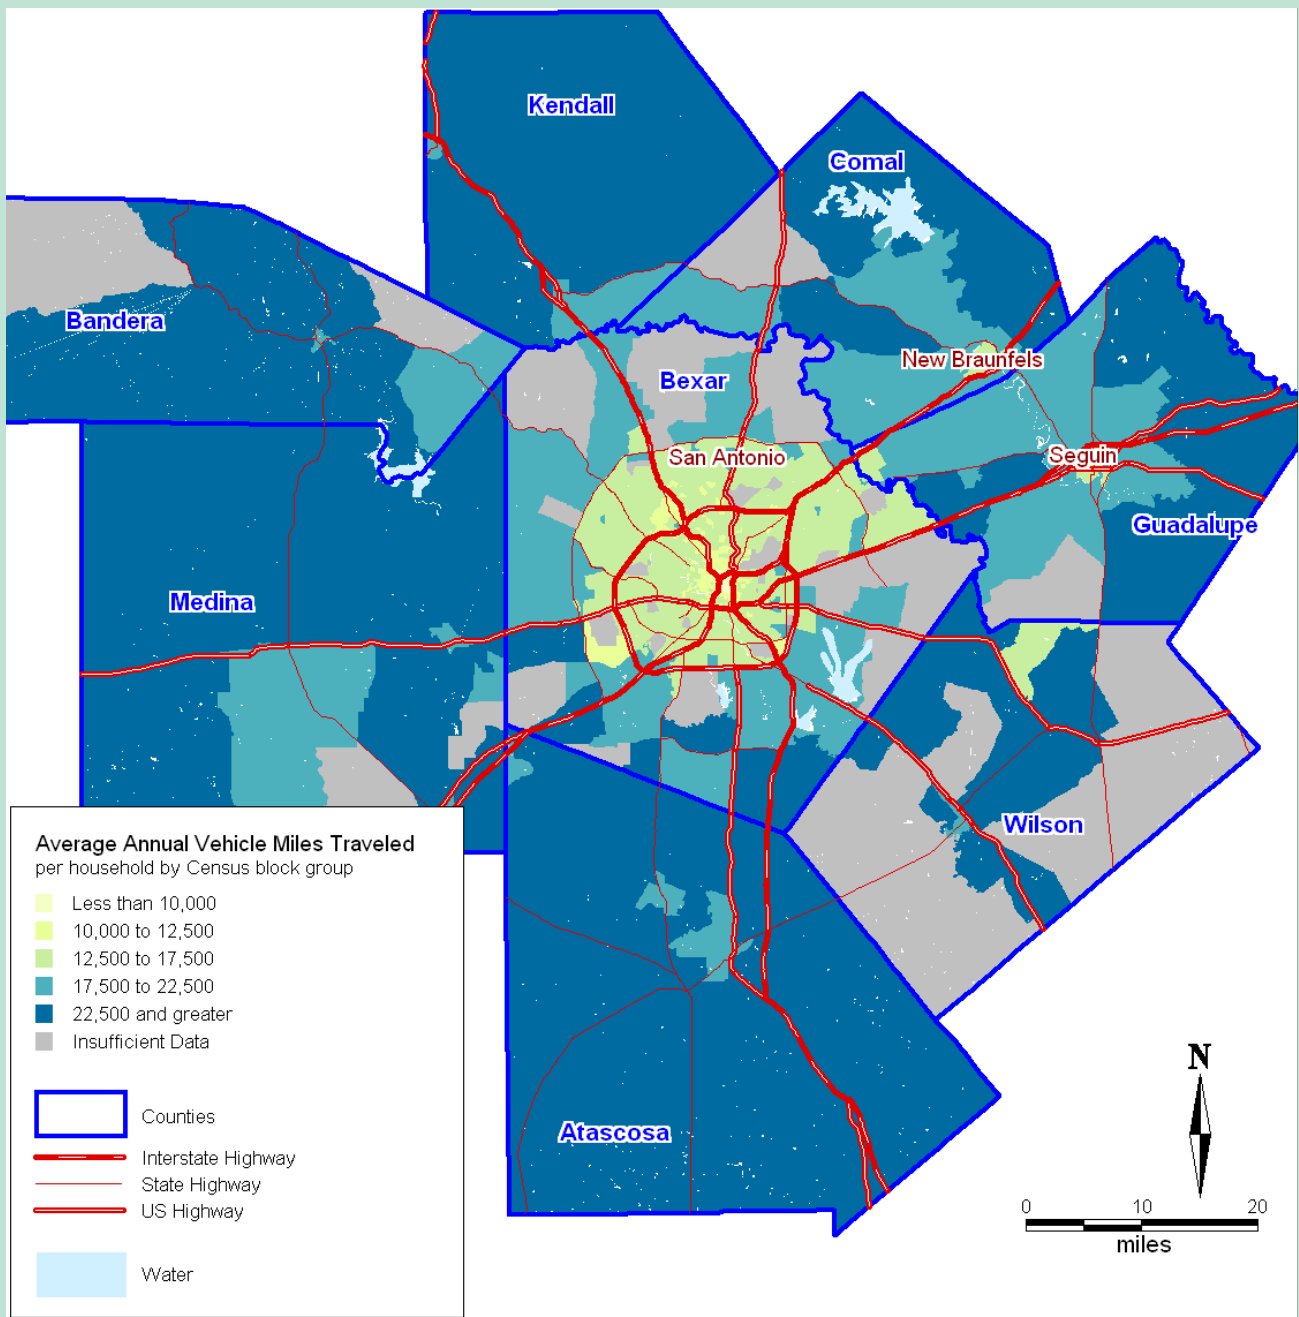 Kendall
Comal
Bandera
New Braunfels
Bexar
San Antonio
Seguin
Guadalupe
Medina
Wilson
Atascosa
Average Annual Vehicle Miles Traveled
per household by Census block group
Less than 10,000
10,000 to 12,500
12,500 to 17,500
17,500 to 22,500
22,500 and greater
Insufficient Data
Counties
Interstate Highway
State Highway
US Highway
Water
N
0 10 20
miles